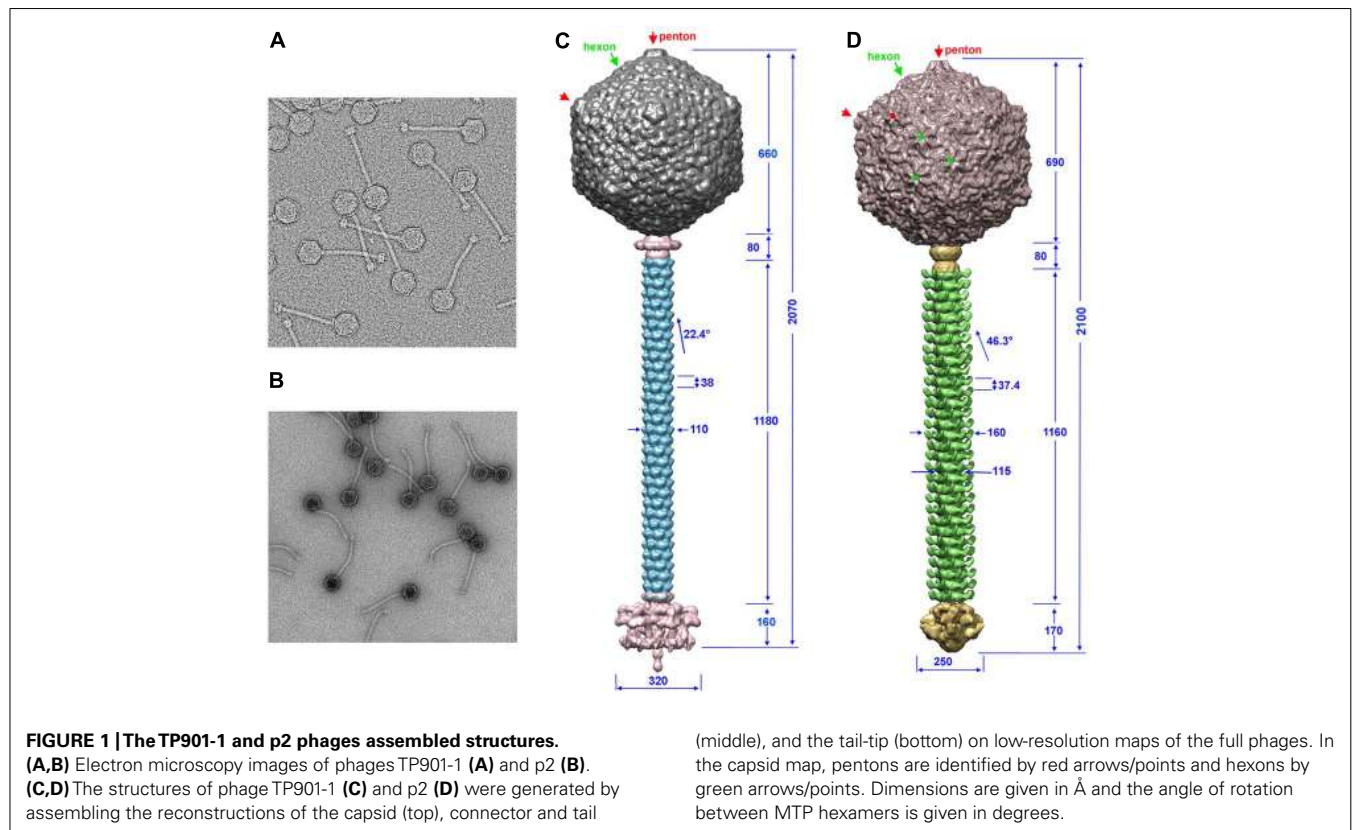 A
B
C
penton
hexon
660
80
2070
22.4°
38
1180
110
160
320
D
penton
hexon
690
80
2100
46.3°
37.4
160
1160
115
170
250
FIGURE 1 | The TP901-1 and p2 phages assembled structures.
(A,B) Electron microscopy images of phages TP901-1 (A) and p2 (B).
(C,D) The structures of phage TP901-1 (C) and p2 (D) were generated by
assembling the reconstructions of the capsid (top), connector and tail
(middle), and the tail-tip (bottom) on low-resolution maps of the full phages. In
the capsid map, pentons are identified by red arrows/points and hexons by
green arrows/points. Dimensions are given in Å and the angle of rotation
between MTP hexamers is given in degrees.